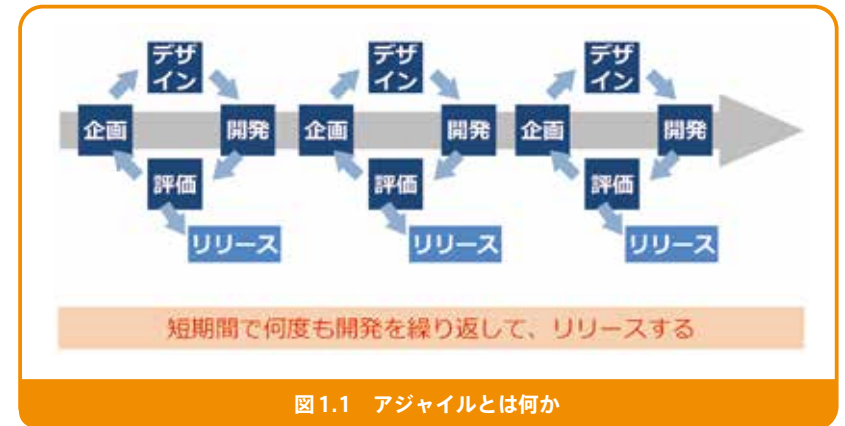 デザ
イン
デザ
イン
デザ
イン
企画
開発
企画
開発
企画
開発
評価
評価
評価
リリース
リリース
リリース
短期間で何度も開発を繰り返して、リリースする
図1.1 アジャイルとは何か